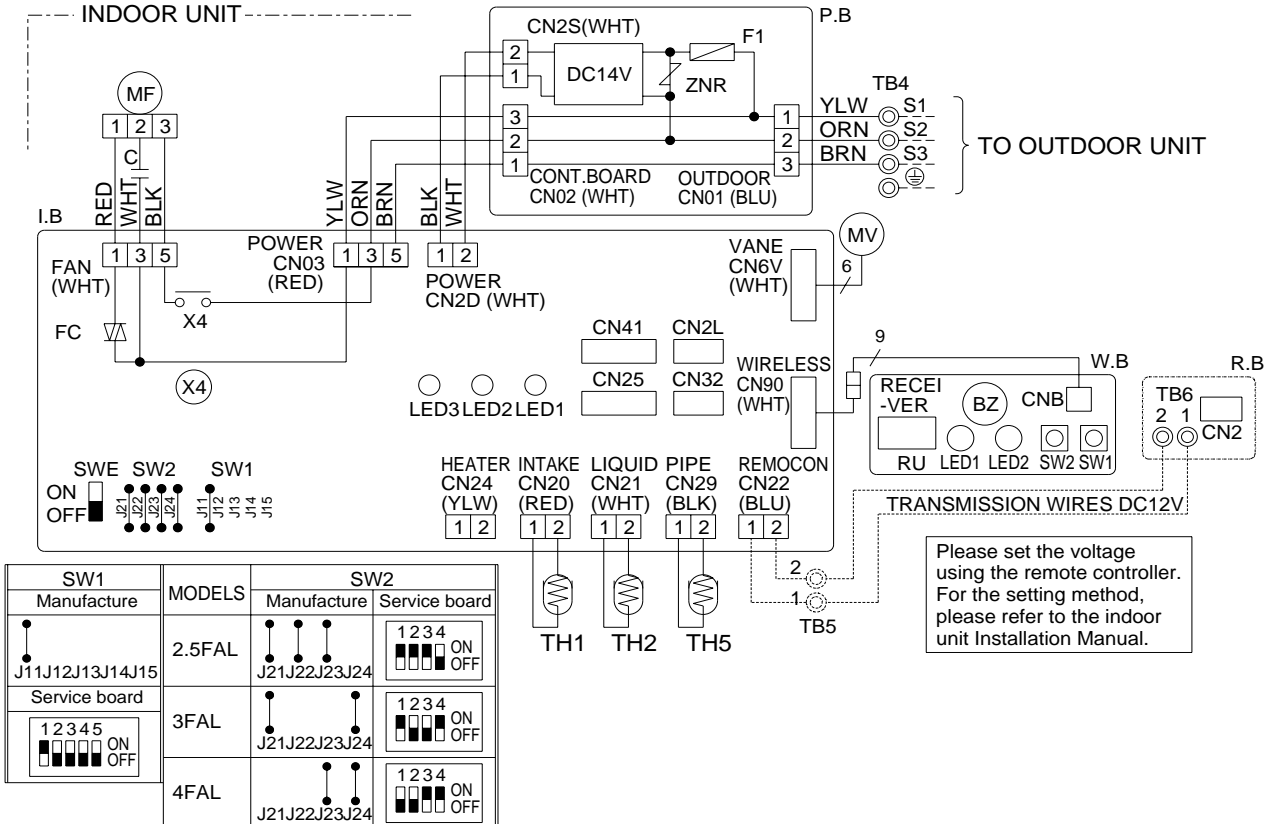 INDOOR UNIT
P.B
CN2S(WHT)
F1
2
1
DC14V
ZNR
TB4
MF
1 2 3
C
3
2
1
1
2
3
YLW S1
ORN S2
BRN S3
TO OUTDOOR UNIT
CONT.BOARD
CN02 (WHT)
OUTDOOR
CN01 (BLU)
RED
WHT
BLK
YLW
ORN
BRN
BLK
WHT
I.B
FAN
(WHT)
1 3 5
POWER
CN03
(RED)
1 3 5
1 2
POWER
CN2D (WHT)
VANE
CN6V
(WHT)
MV
6
X4
FC
X4
CN41 CN2L
CN25 CN32
WIRELESS
CN90
(WHT)
9
W.B
R.B
LED3 LED2 LED1
RECEI
-VER
BZ
CNB
RU LED1 LED2 SW2 SW1
TB6
2 1
CN2
SWE SW2 SW1
ON
OFF
J21
J22
J23
J24
J11
J12
J13
J14
J15
HEATER
CN24
(YLW)
1 2
INTAKE
CN20
(RED)
1 2
LIQUID
CN21
(WHT)
1 2
PIPE
CN29
(BLK)
1 2
REMOCON
CN22
(BLU)
1 2
TRANSMISSION WIRES DC12V
2
1
TB5
TH1 TH2 TH5
Please set the voltage
using the remote controller.
For the setting method,
please refer to the indoor
unit Installation Manual.
SW1
Manufacture
J11J12J13J14J15
Service board
1 2 3 4 5
ON
OFF
MODELS
SW2
Manufacture Service board
2.5FAL
J21J22J23J24
1 2 3 4
ON
OFF
3FAL
J21J22J23J24
1 2 3 4
ON
OFF
4FAL
J21J22J23J24
1 2 3 4
ON
OFF